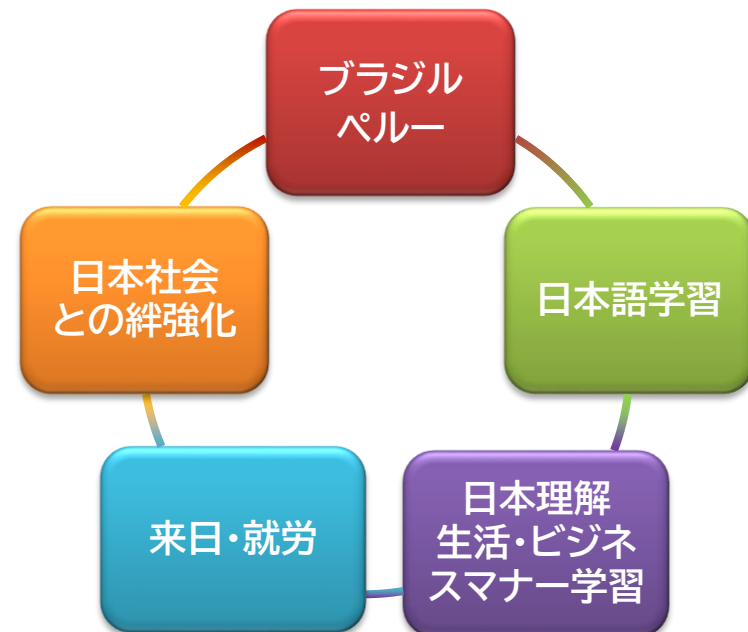 ブラジル
ペルー
日本語学習
日本理解
生活・ビジネ
スマナー学習
来日・就労
日本社会
との絆強化